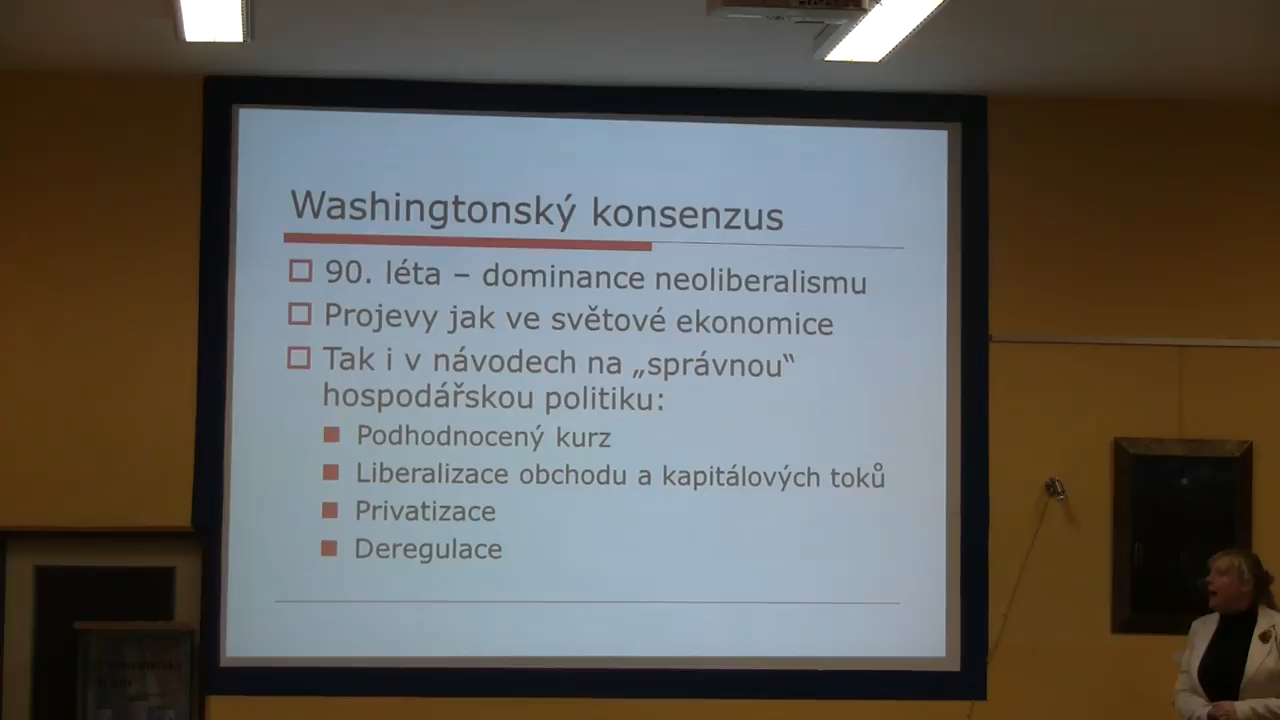 Washingtonský konsenzus
90. léta – dominance neoliberalismu
Projevy jak ve světové ekonomice
Tak i v návodech na „správnou“
hospodářskou politiku:
Podhodnocený kurz
Liberalizace obchodu a kapitálových toků
Privatizace
Deregulace